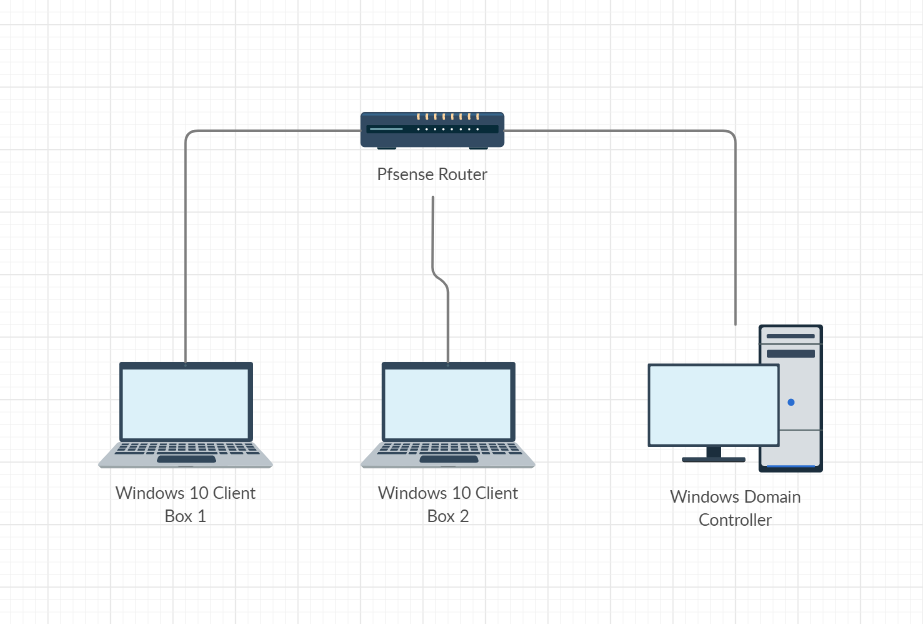 Pfsense Router
Windows 10 Client
Box 1
Windows 10 Client
Box 2
Windows Domain
Controller